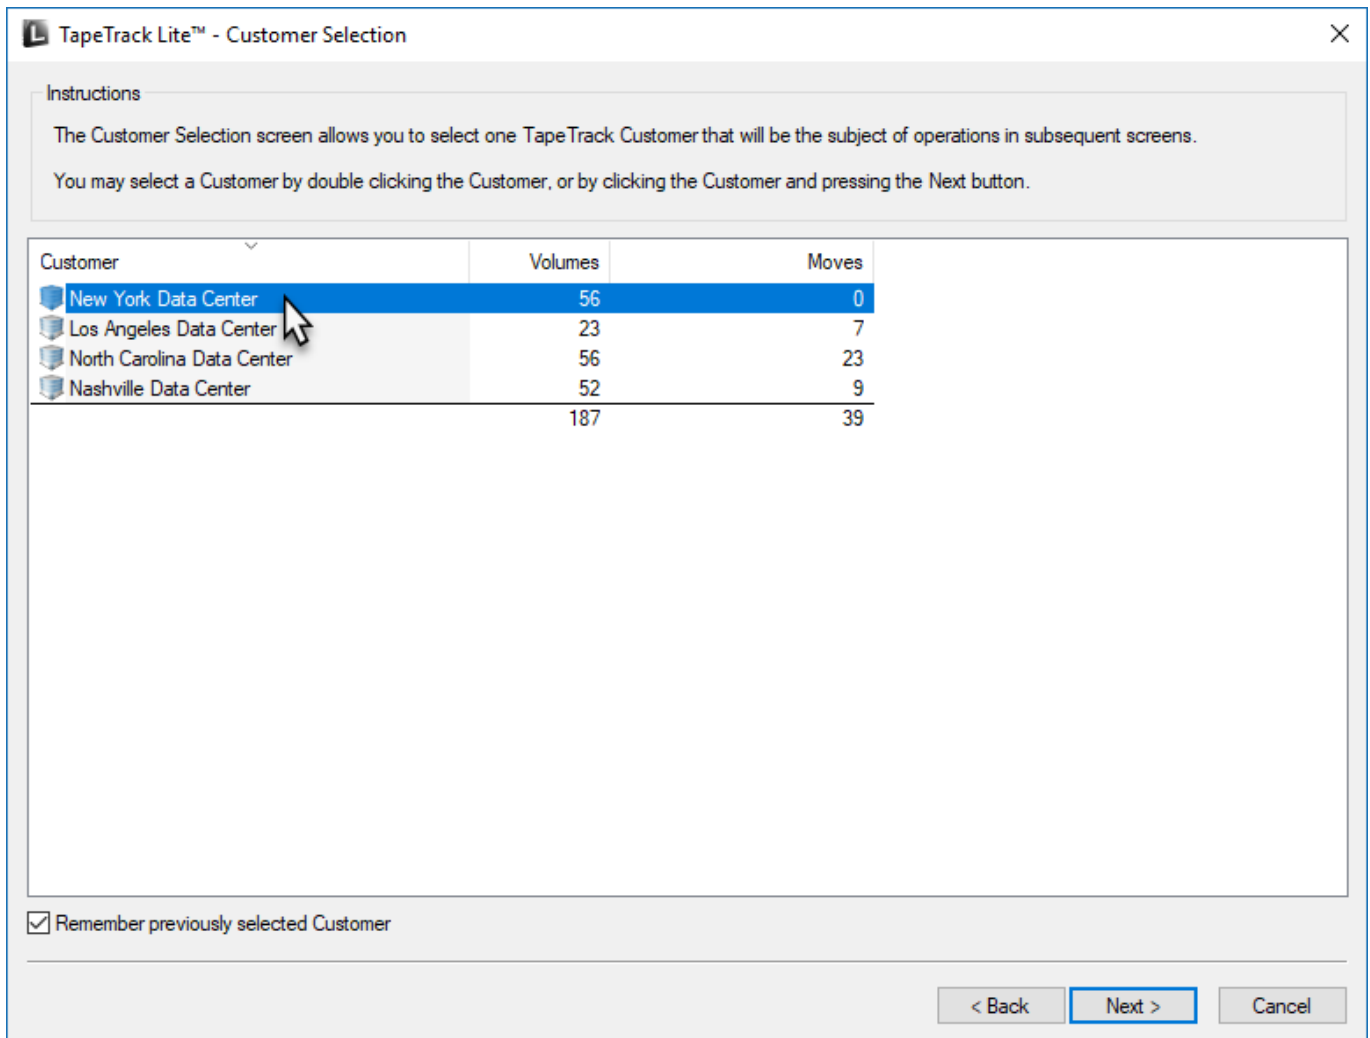 TapeTrack Lite™ - Customer Selection
Instructions
The Customer Selection screen allows you to select one TapeTrack Customer that will be the subject of operations in subsequent screens.
You may select a Customer by double clicking the Customer, or by clicking the Customer and pressing the Next button.
Customer Volumes Moves
New York Data Center 56 0
Los Angeles Data Center 23 7
North Carolina Data Center 56 23
Nashville Data Center 52 9
187 39
Remember previously selected Customer
< Back Next > Cancel